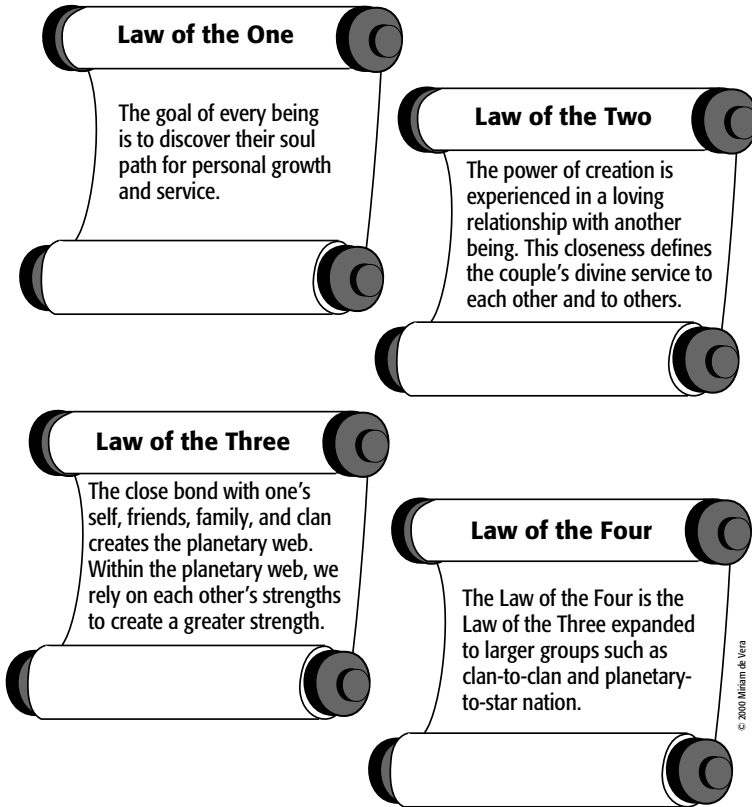 Law of the One
The goal of every being
is to discover their soul
path for personal growth
and service.
Law of the Two
The power of creation is
experienced in a loving
relationship with another
being. This closeness defines
the couple's divine service to
each other and to others.
Law of the Three
The close bond with one's
self, friends, family, and clan
creates the planetary web.
Within the planetary web, we
rely on each other's strengths
to create a greater strength.
Law of the Four
The Law of the Four is the
Law of the Three expanded
to larger groups such as
clan-to-clan and planetary-
to-star nation.
© 2000 Miriam de Vera